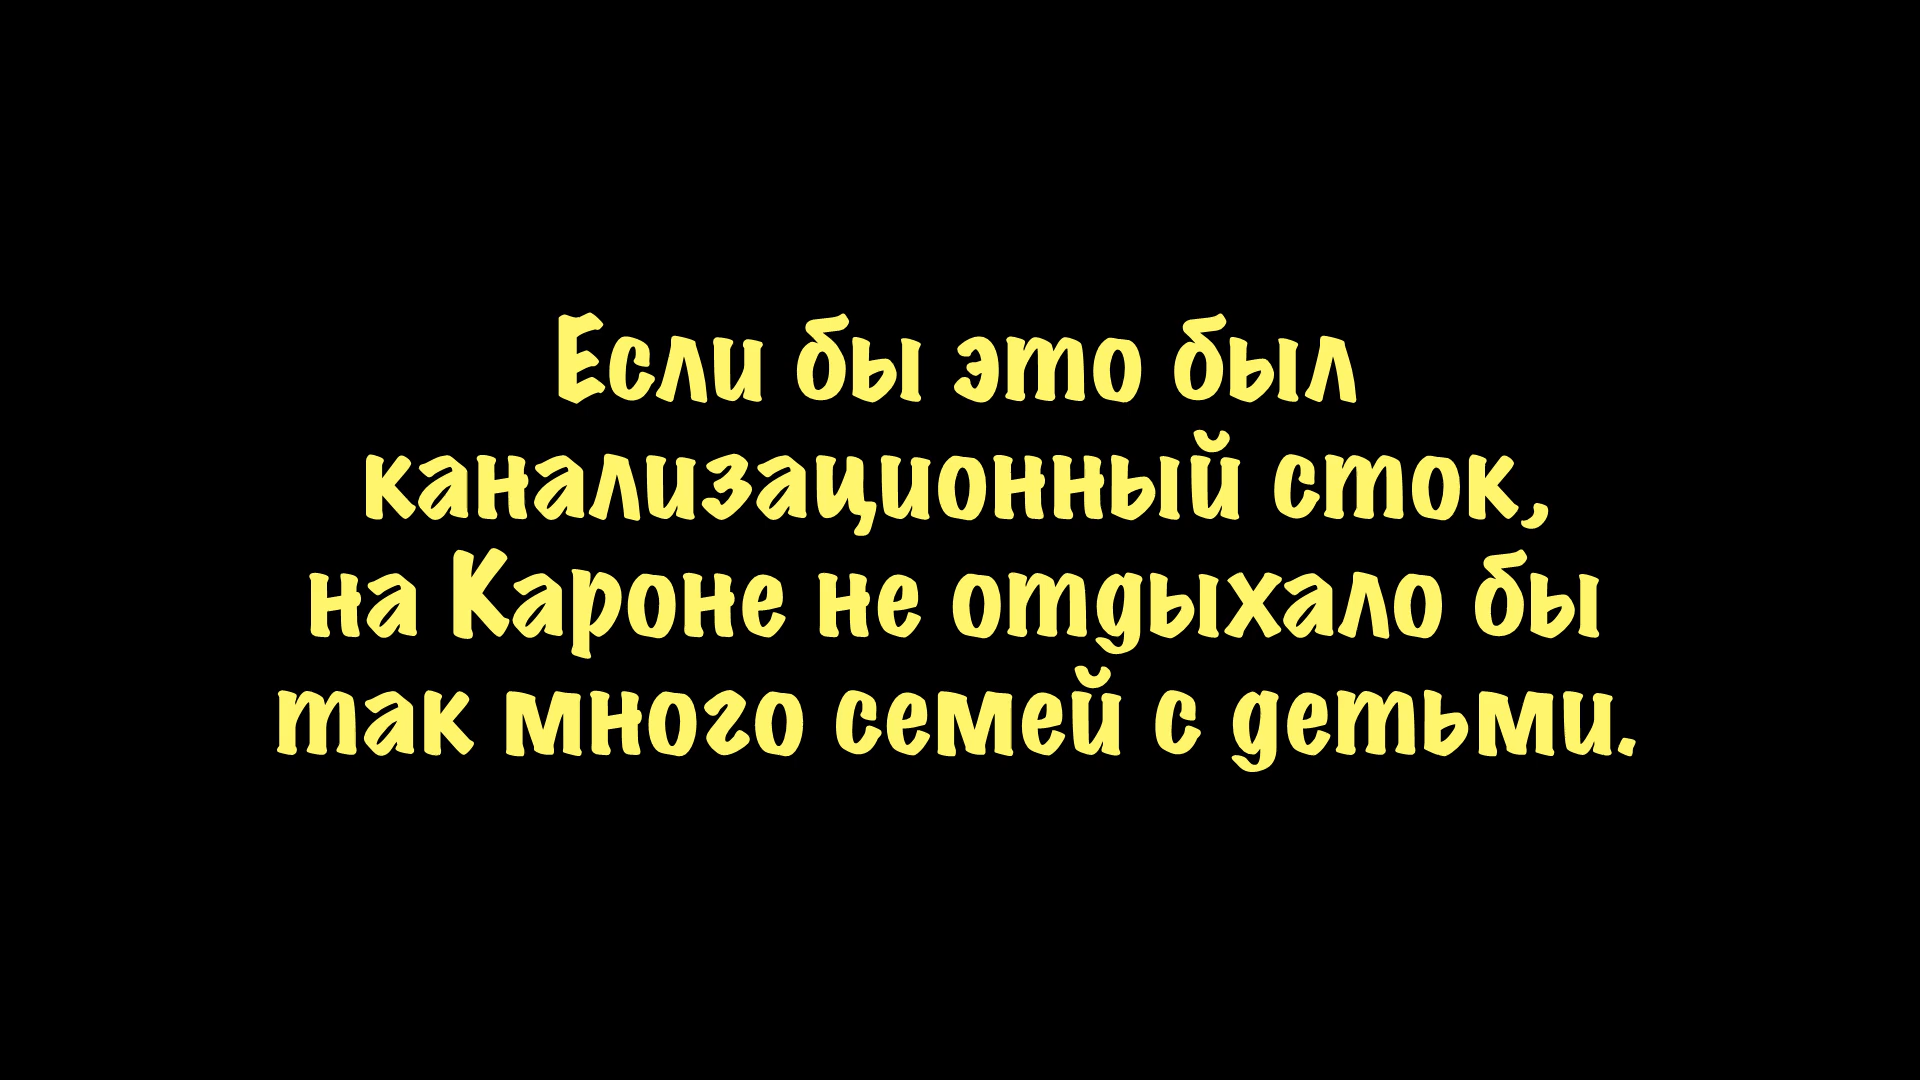 Если бы это был
канализационный сток,
на Кароне не отдыхало бы
так много семей с детьми.